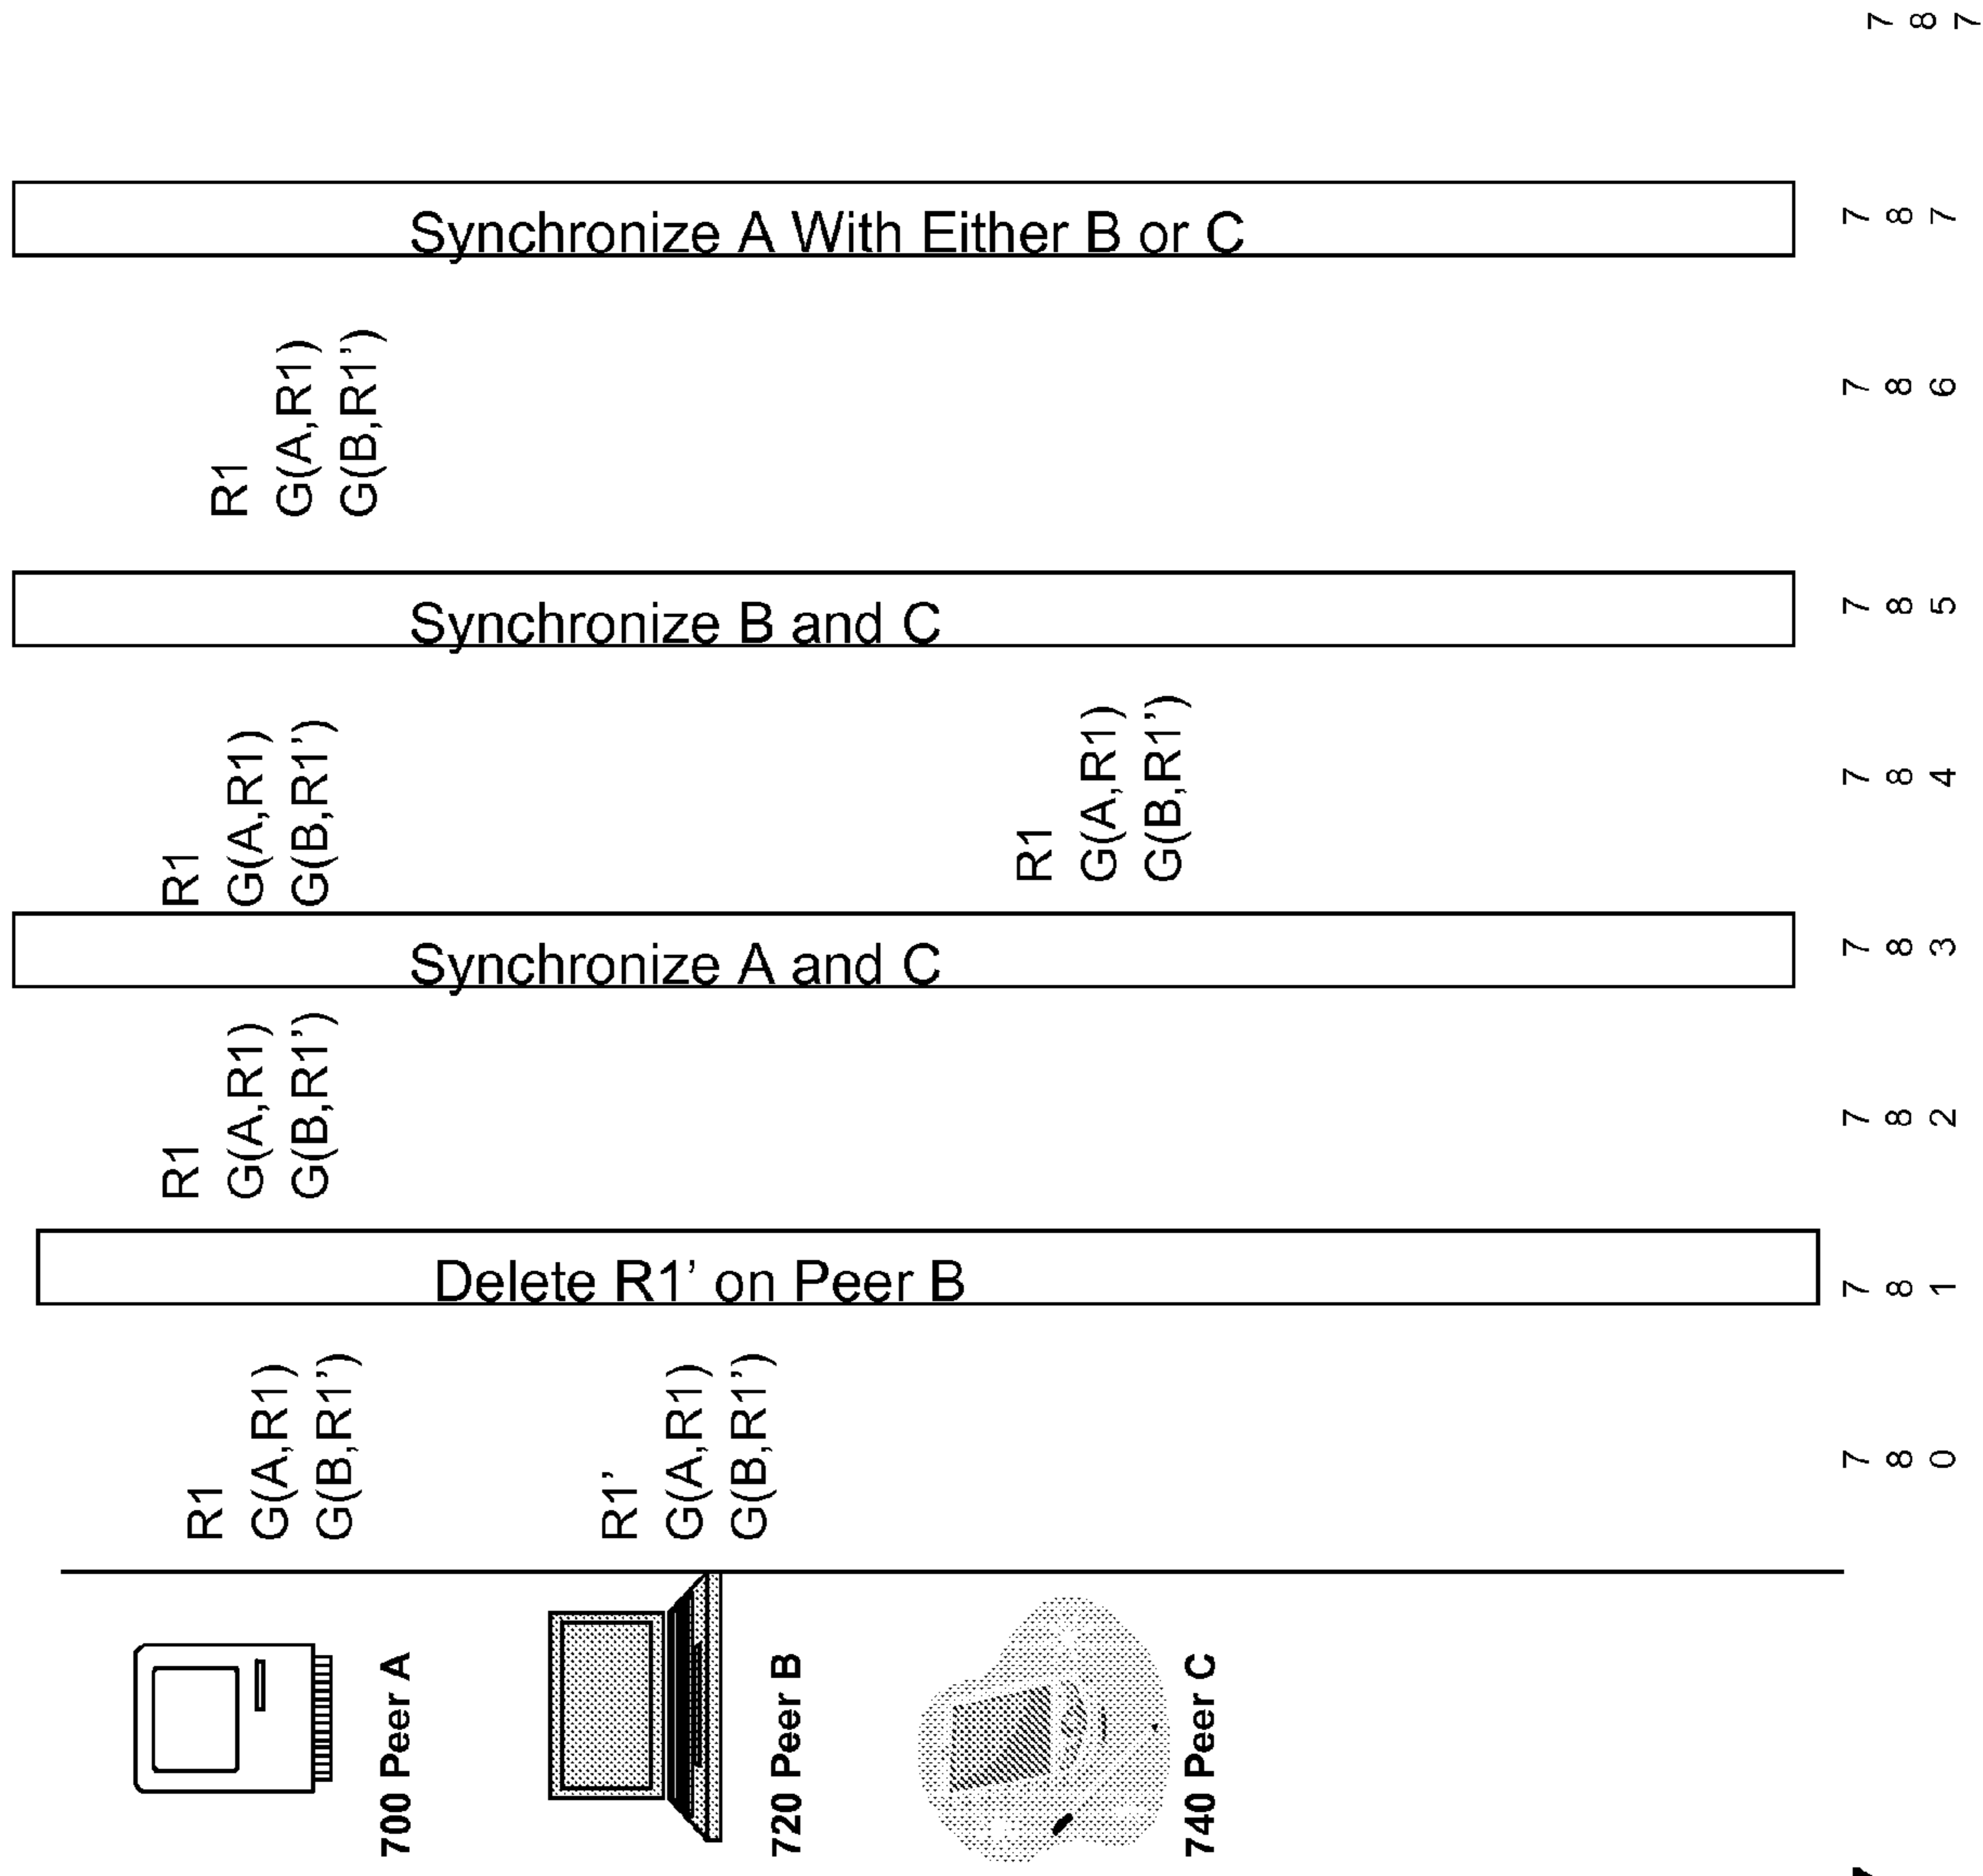 700 Peer A
720 Peer B
740 Peer C
R1
G(A,R1)
G(B,R1')
R1'
G(A,R1)
G(B,R1')
780
Delete R1' on Peer B
781
R1
G(A,R1)
G(B,R1')
782
Synchronize A and C
783
R1
G(A,R1)
G(B,R1')
R1
G(A,R1)
G(B,R1')
784
Synchronize B and C
785
R1
G(A,R1)
G(B,R1')
786
Synchronize A With Either B or C
787
787